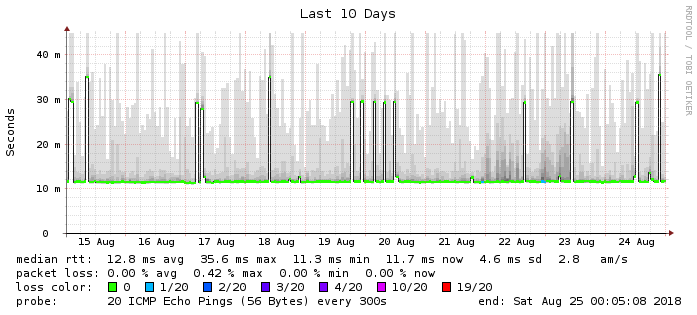 Last 10 Days
RRDTOOL / TOBI OETIKER
Seconds
40 m
30 m
20 m
10 m
0
15 Aug 16 Aug 17 Aug 18 Aug 19 Aug 20 Aug 21 Aug 22 Aug 23 Aug 24 Aug
median rtt: 12.8 ms avg 35.6 ms max 11.3 ms min 11.7 ms now 4.6 ms sd 2.8 am/s
packet loss: 0.00 % avg 0.42 % max 0.00 % min 0.00 % now
loss color: 0 1/20 2/20 3/20 4/20 10/20 19/20
probe: 20 ICMP Echo Pings (56 Bytes) every 300s end: Sat Aug 25 00:05:08 2018